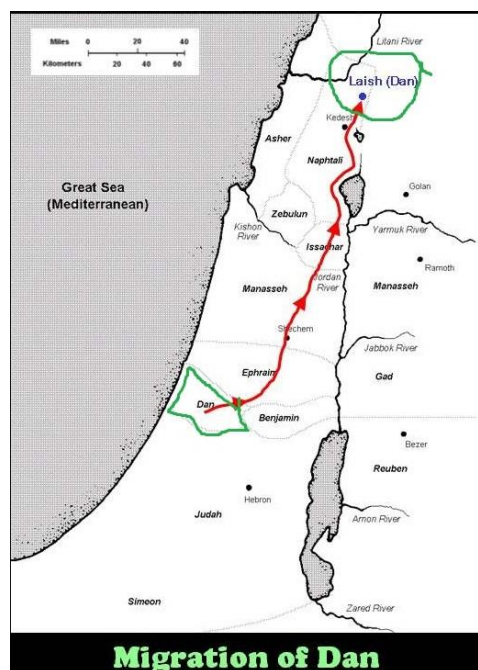 Miles 0 20 40
Kilometers 20 40 60
Litani River
Laish (Dan)
Kedesh
Asher
Naphtali
Great Sea
(Mediterranean)
Golan
Zebulun
Kishon
River
Yarmuk River
Issachar
Jordan
River
Ramoth
Manasseh
Manasseh
Shechem
Jabbok River
Ephraim
Gad
Dan
Benjamin
Bezer
Reuben
Hebron
Judah
Arnon River
Simeon
Zared River
Migration of Dan